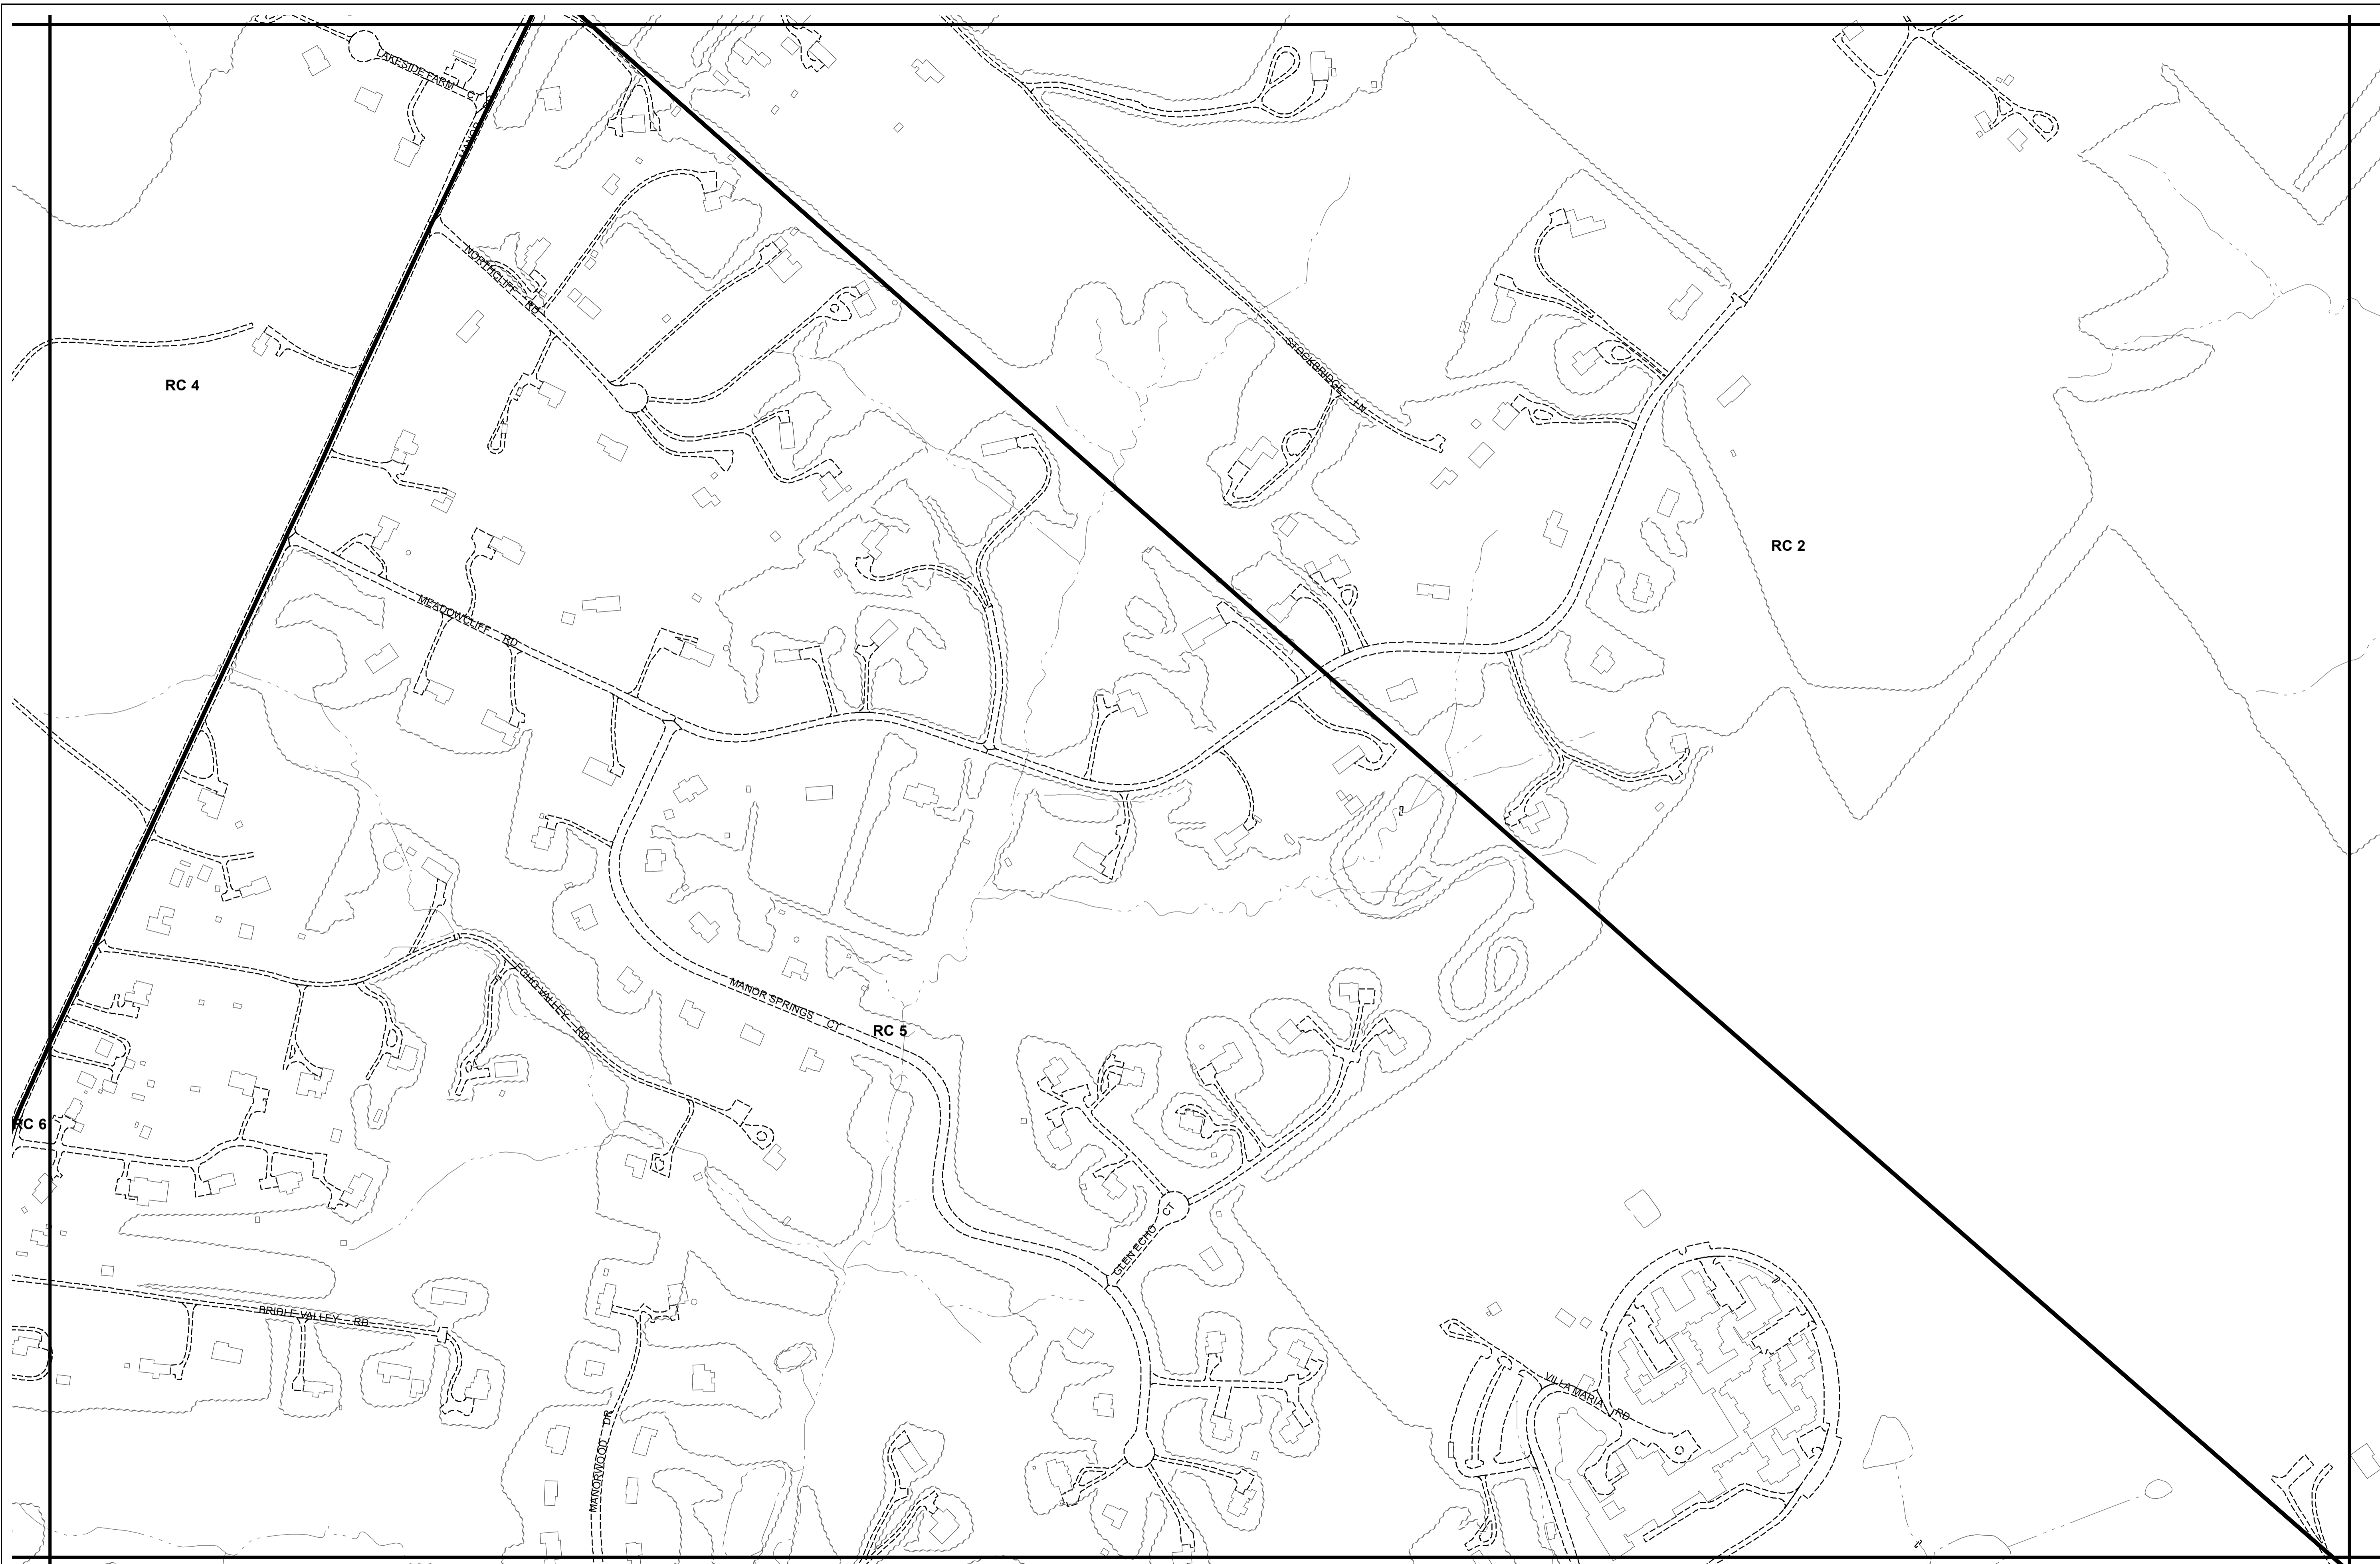 LAKESIDE FARM CT
MANOR
NORTHCLIFF RD
STOCKBRIDGE LN
RC 4
RC 2
MEADOWCLIFF RD
ECHO VALLEY RD
MANOR SPRINGS CT
RC 5
RC 6
GLEN ECHO CT
BRIDLE VALLEY RD
VILLA MARIA RD
MANORWOOD DR